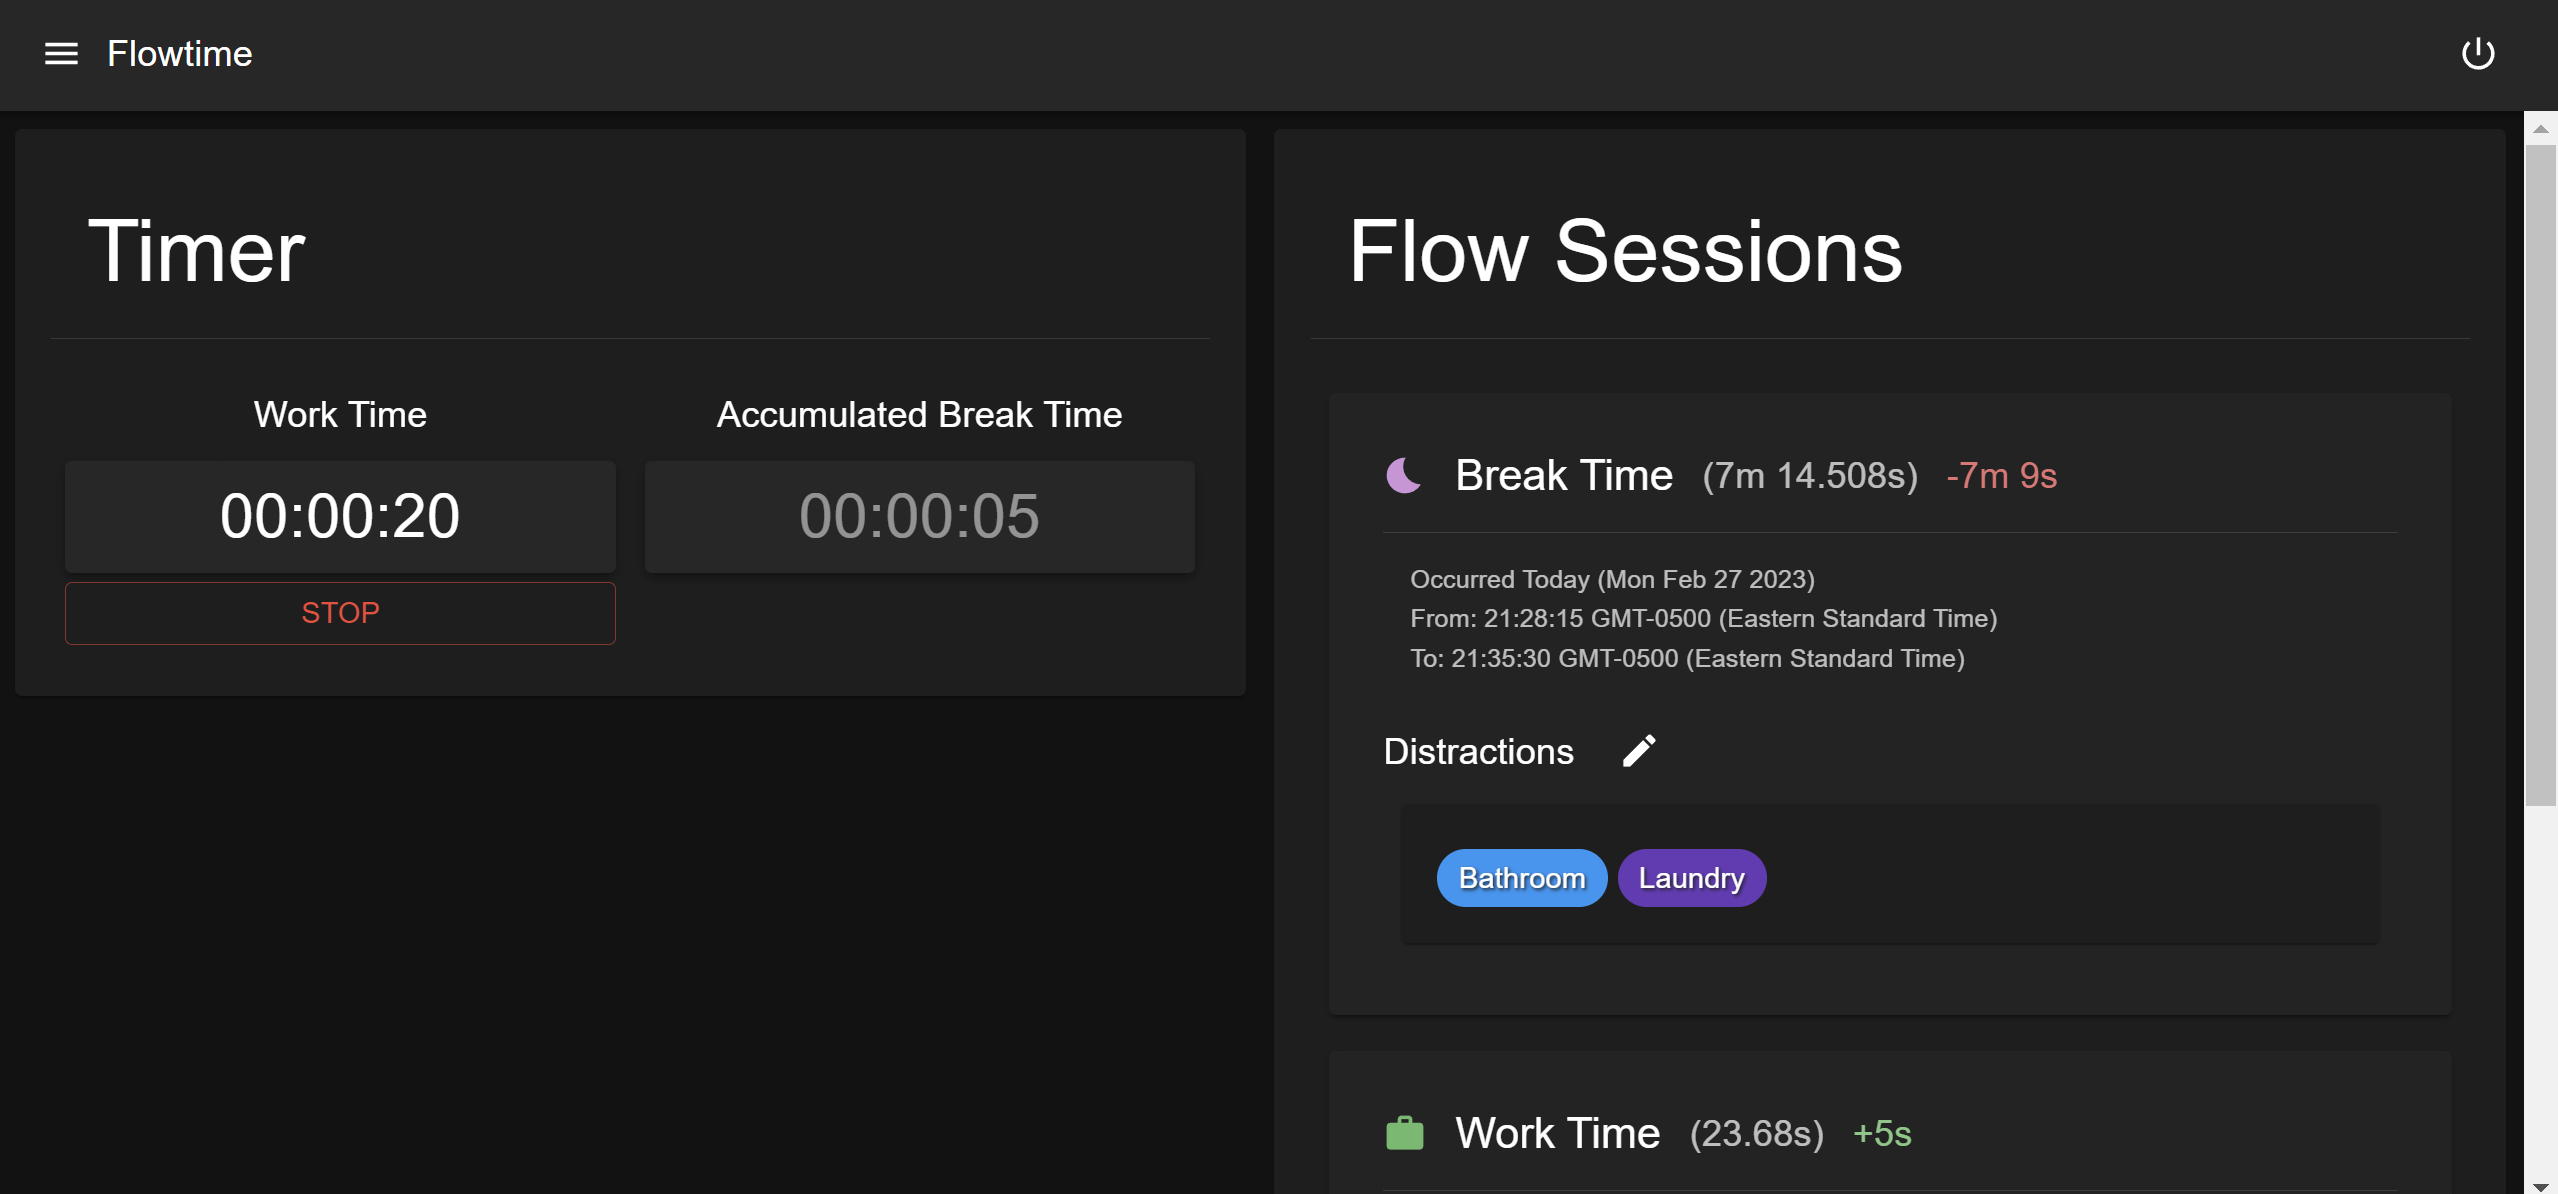 Flowtime
Timer
Work Time
Accumulated Break Time
00:00:20
00:00:05
STOP
Flow Sessions
Break Time (7m 14.508s) -7m 9s
Occurred Today (Mon Feb 27 2023)
From: 21:28:15 GMT-0500 (Eastern Standard Time)
To: 21:35:30 GMT-0500 (Eastern Standard Time)
Distractions
Bathroom Laundry
Work Time (23.68s) +5s